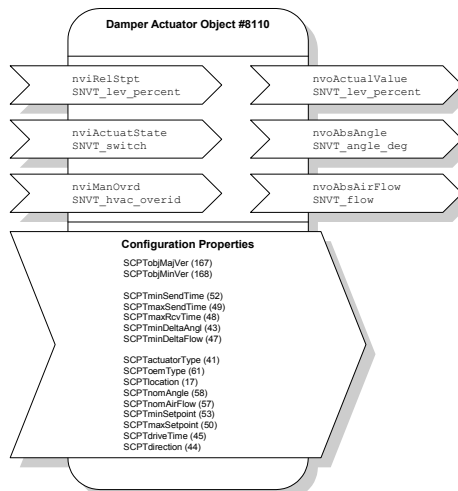 Damper Actuator Object #8110
nviRelStpt
SNVT_lev_percent
nvoActualValue
SNVT_lev_percent
nviActuatState
SNVT_switch
nvoAbsAngle
SNVT_angle_deg
nviManOvrd
SNVT_hvac_overid
nvoAbsAirFlow
SNVT_flow
Configuration Properties
SCPTobjMajVer (167)
SCPTobjMinVer (168)
SCPTminSendTime (52)
SCPTmaxSendTime (49)
SCPTmaxRcvTime (48)
SCPTminDeltaAngl (43)
SCPTminDeltaFlow (47)
SCPTactuatorType (41)
SCPToemType (61)
SCPTlocation (17)
SCPTnomAngle (58)
SCPTnomAirFlow (57)
SCPTminSetpoint (53)
SCPTmaxSetpoint (50)
SCPTdriveTime (45)
SCPTdirection (44)